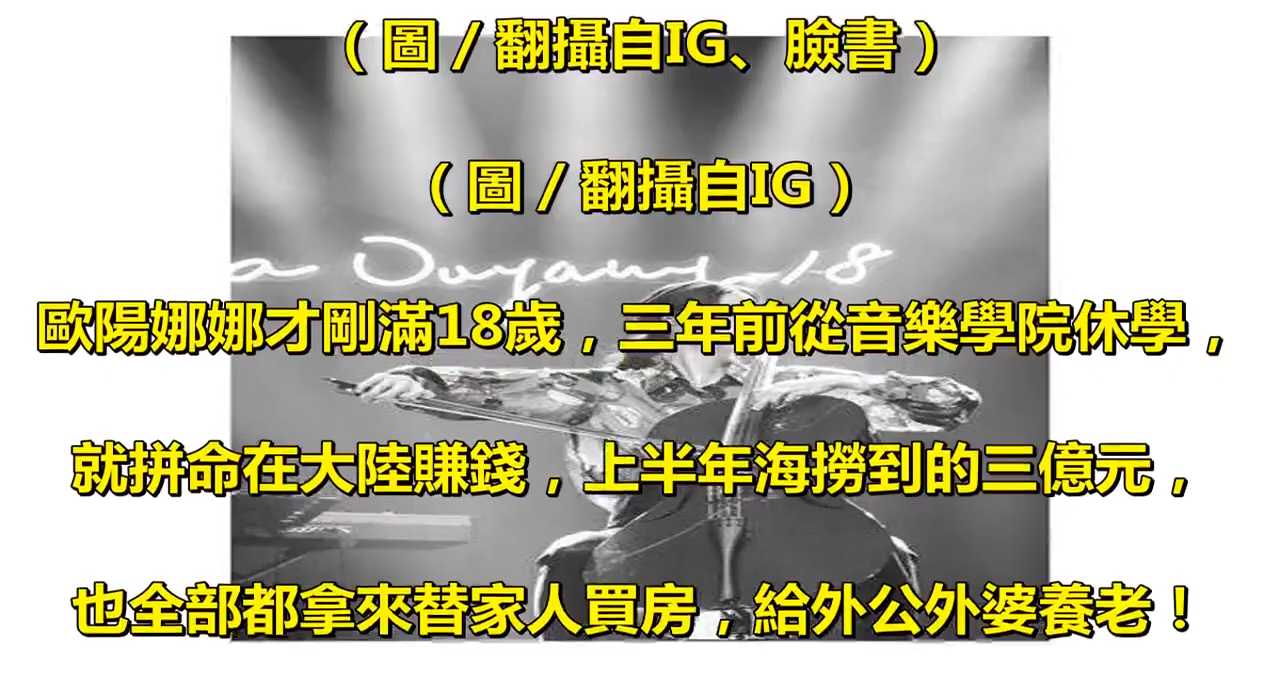 （圖／翻攝自IG、臉書）
（圖／翻攝自IG）
a Ouyang 18
歐陽娜娜才剛滿18歲，三年前從音樂學院休學，
就拼命在大陸賺錢，上半年海撈到的三億元，
也全部都拿來替家人買房，給外公外婆養老！